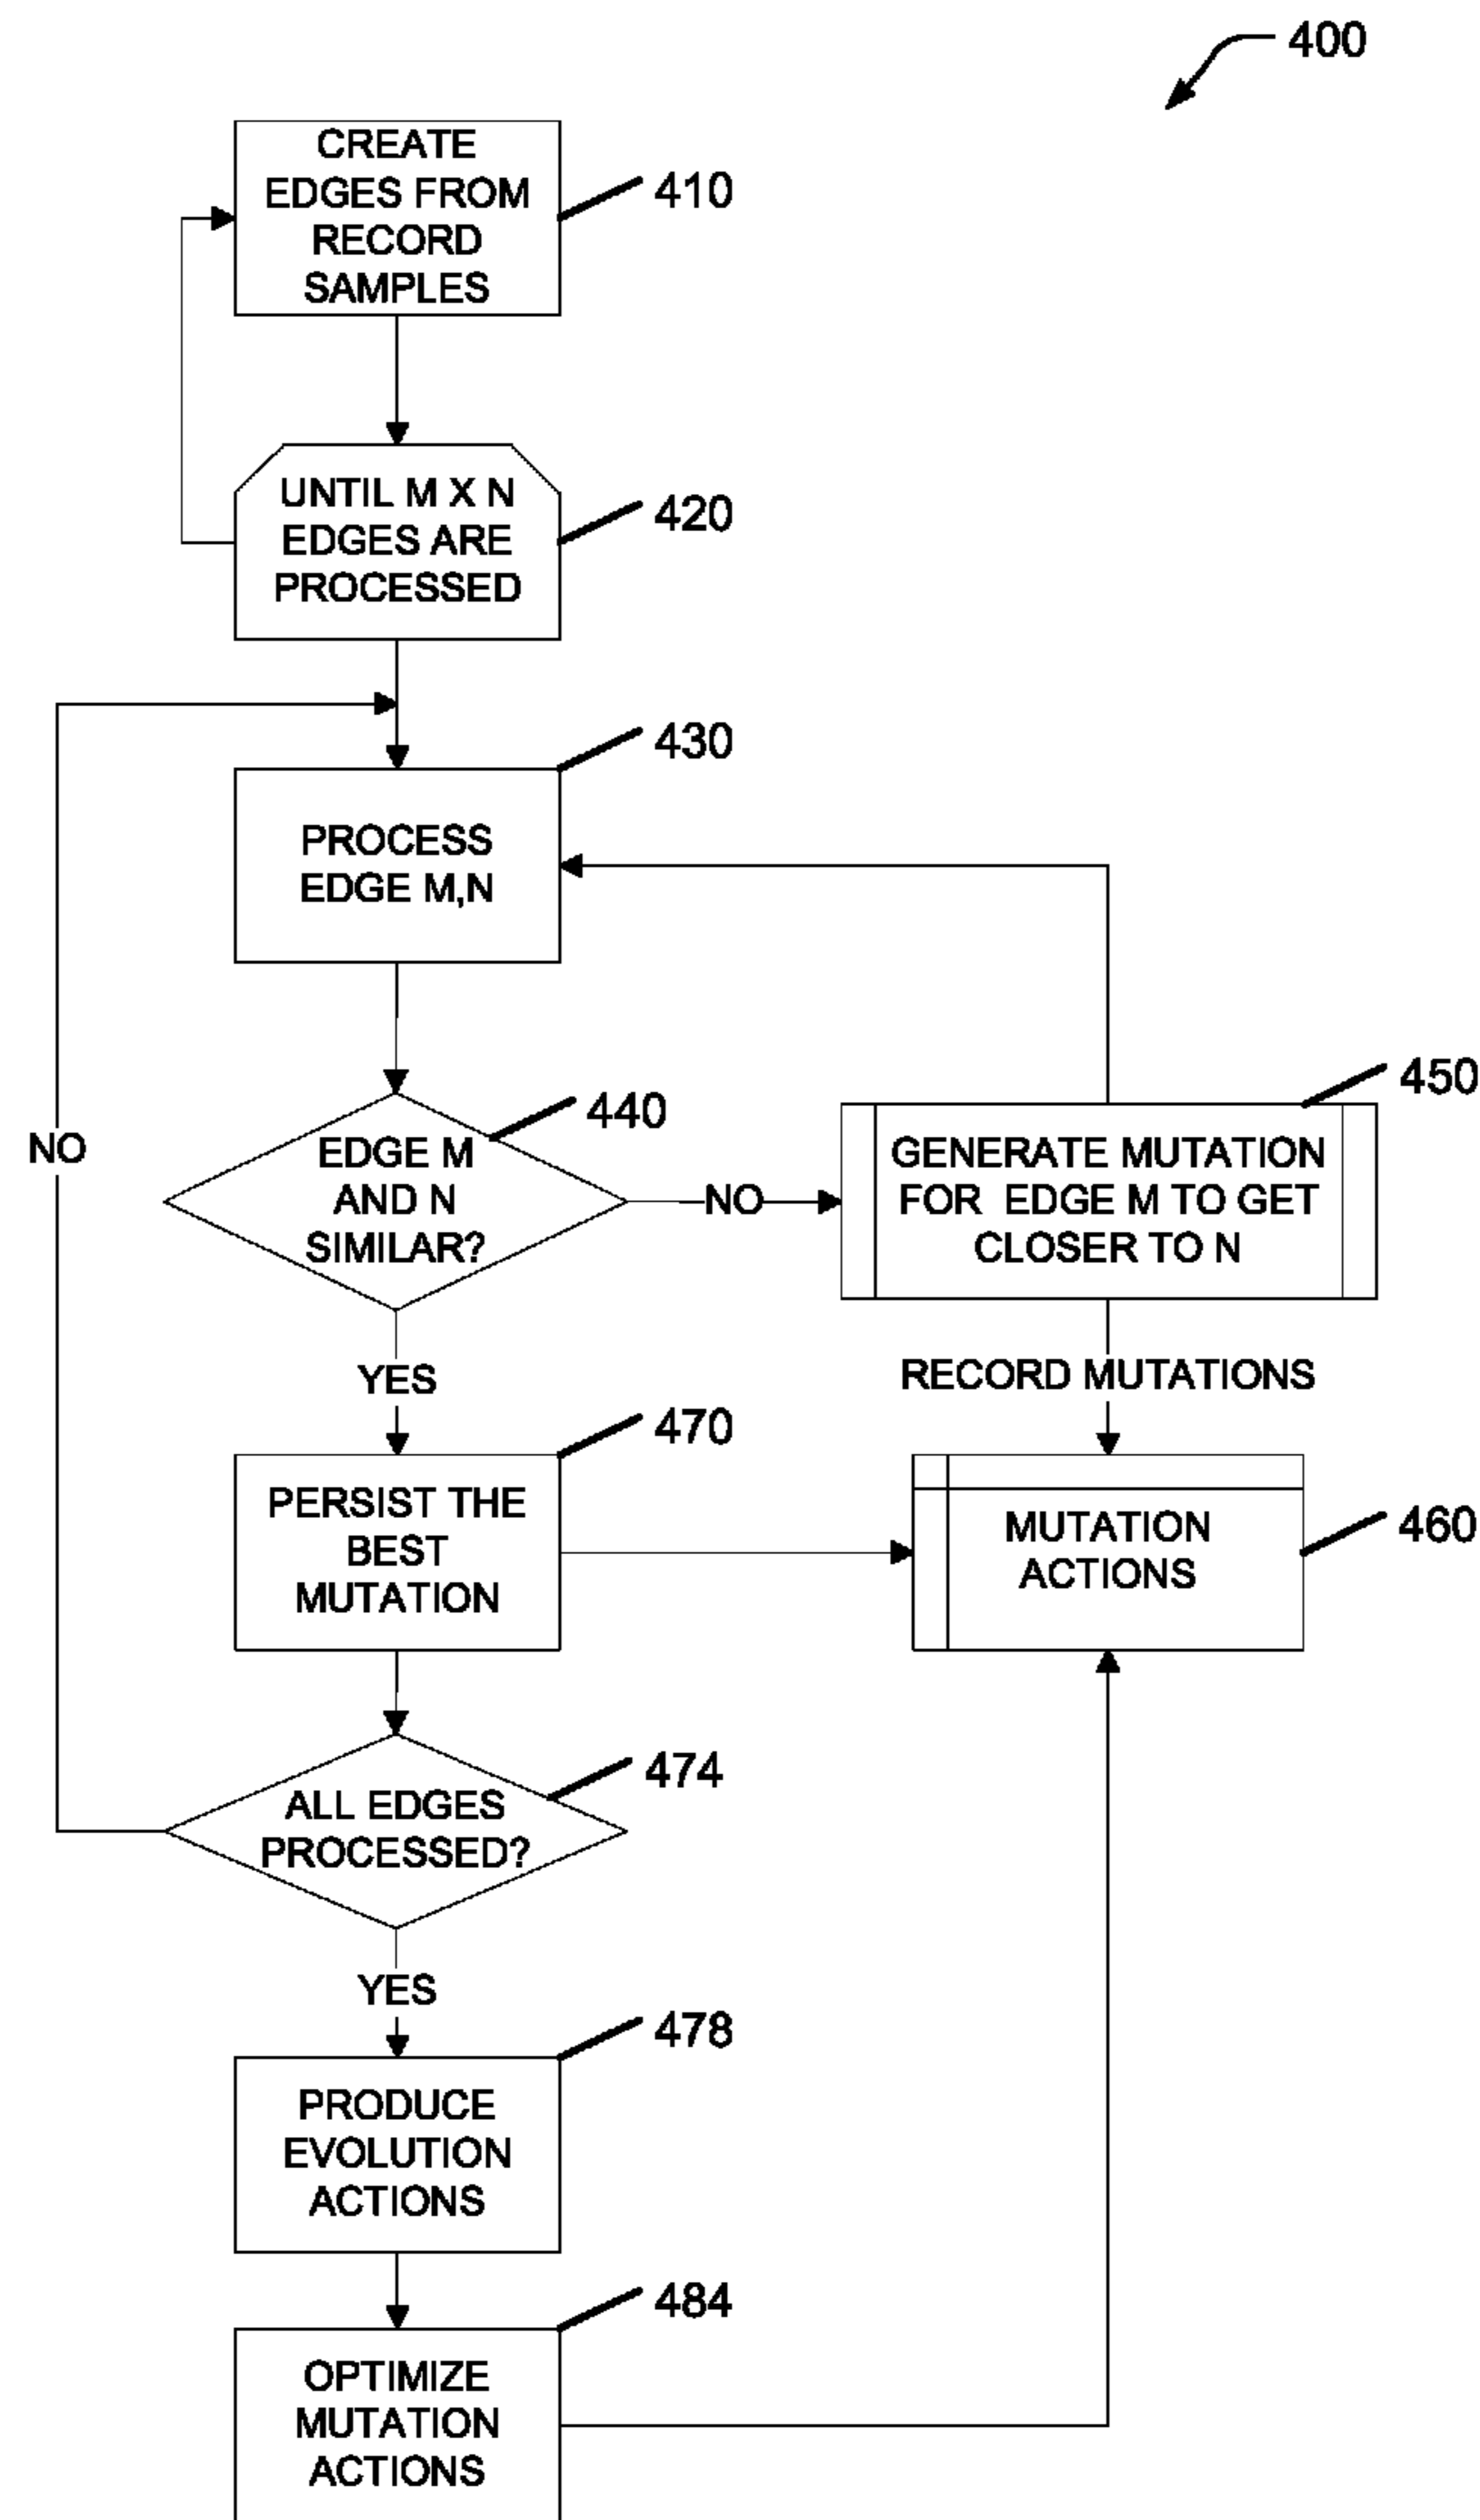 400
CREATE
EDGES FROM
RECORD
SAMPLES
410
UNTIL M X N
EDGES ARE
PROCESSED
420
430
PROCESS
EDGE M,N
440
EDGE M
AND N
SIMILAR?
NO
NO
450
GENERATE MUTATION
FOR EDGE M TO GET
CLOSER TO N
YES
RECORD MUTATIONS
470
PERSIST THE
BEST
MUTATION
MUTATION
ACTIONS
460
474
ALL EDGES
PROCESSED?
YES
478
PRODUCE
EVOLUTION
ACTIONS
484
OPTIMIZE
MUTATION
ACTIONS